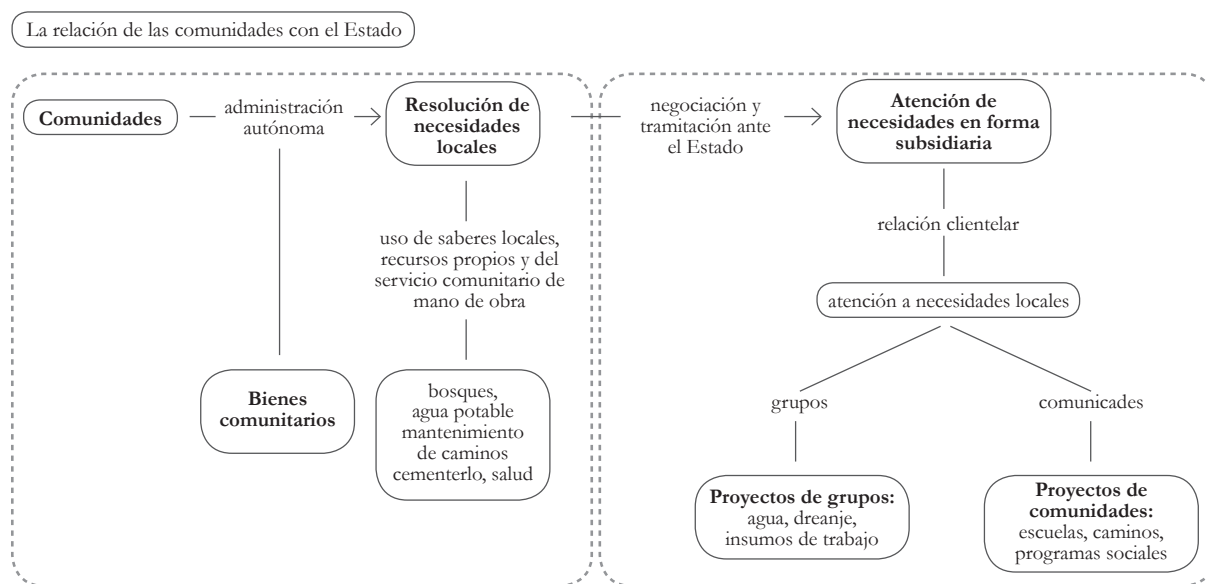 La relación de las comunidades con el Estado
Comunidades
administración
autónoma
Resolución de
necesidades
locales
negociación y
tramitación ante
el Estado
Atención de
necesidades en forma
subsidiaria
uso de saberes locales,
recursos propios y del
servicio comunitario de
mano de obra
relación clientelar
atención a necesidades locales
Bienes
comunitarios
bosques,
agua potable
mantenimiento
de caminos
cementerlo, salud
grupos
comunicades
Proyectos de grupos:
agua, dreanje,
insumos de trabajo
Proyectos de
comunidades:
escuelas, caminos,
programas sociales